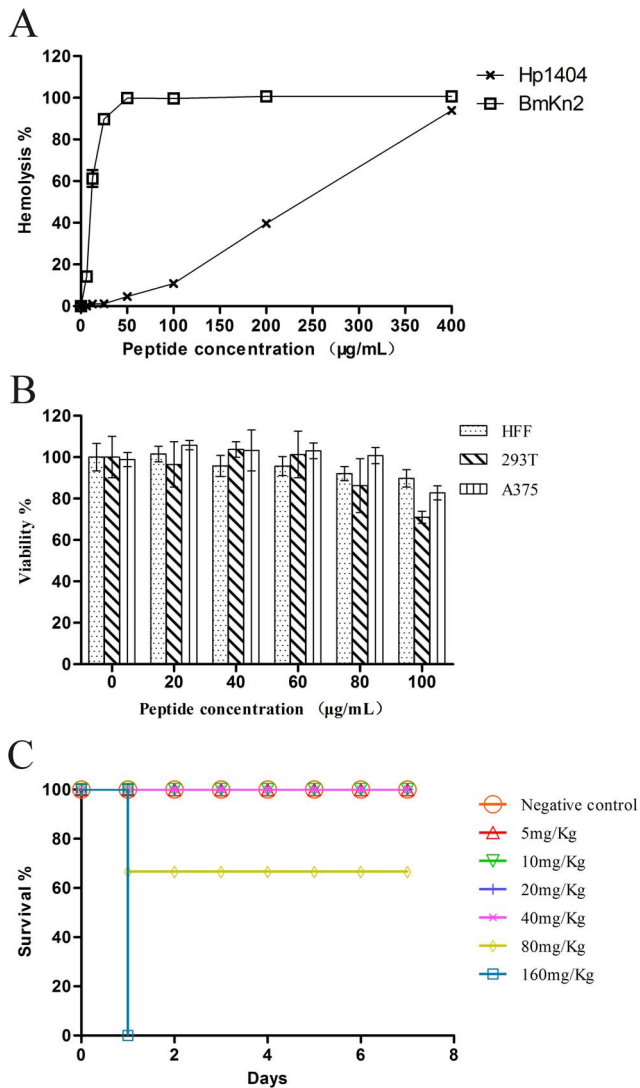 A
120
100
80
60
40
20
0
Hemolysis %
0 50 100 150 200 250 300 350 400
Peptide concentration （μg/mL）
Hp1404
BmKn2
B
120
100
80
60
40
20
0
Viability %
0 20 40 60 80 100
Peptide concentration （μg/mL）
HFF
293T
A375
C
100
80
60
40
20
0
Survival %
0 2 4 6 8
Days
Negative control
5mg/Kg
10mg/Kg
20mg/Kg
40mg/Kg
80mg/Kg
160mg/Kg